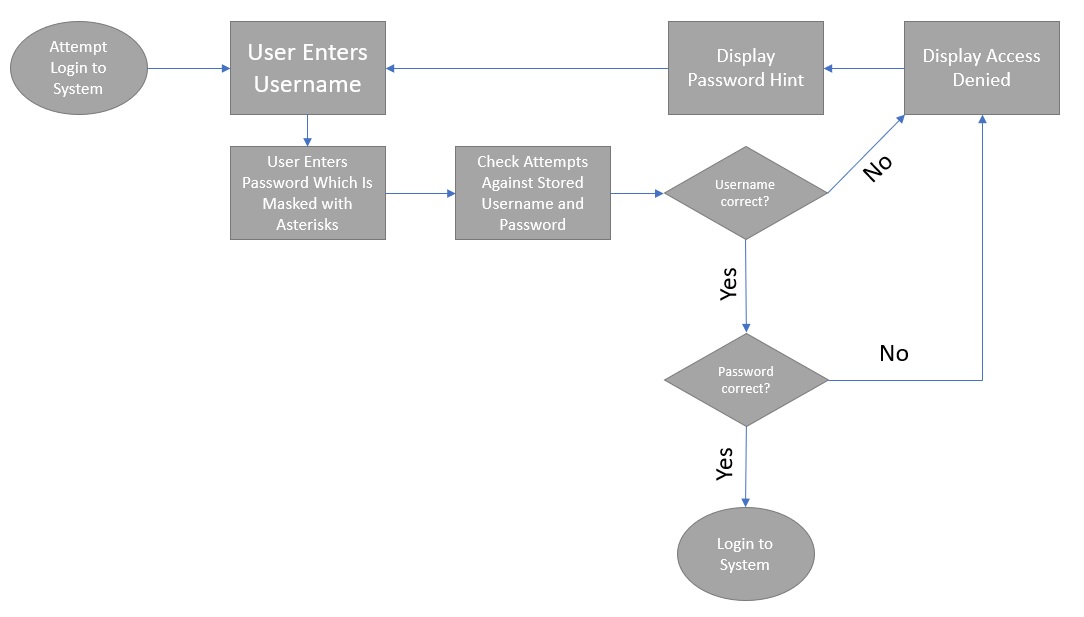 Attempt
Login to
System
User Enters
Username
Display
Password Hint
Display Access
Denied
User Enters
Password Which Is
Masked with
Asterisks
Check Attempts
Against Stored
Username and
Password
Username
correct?
No
Yes
Password
correct?
No
Yes
Login to
System